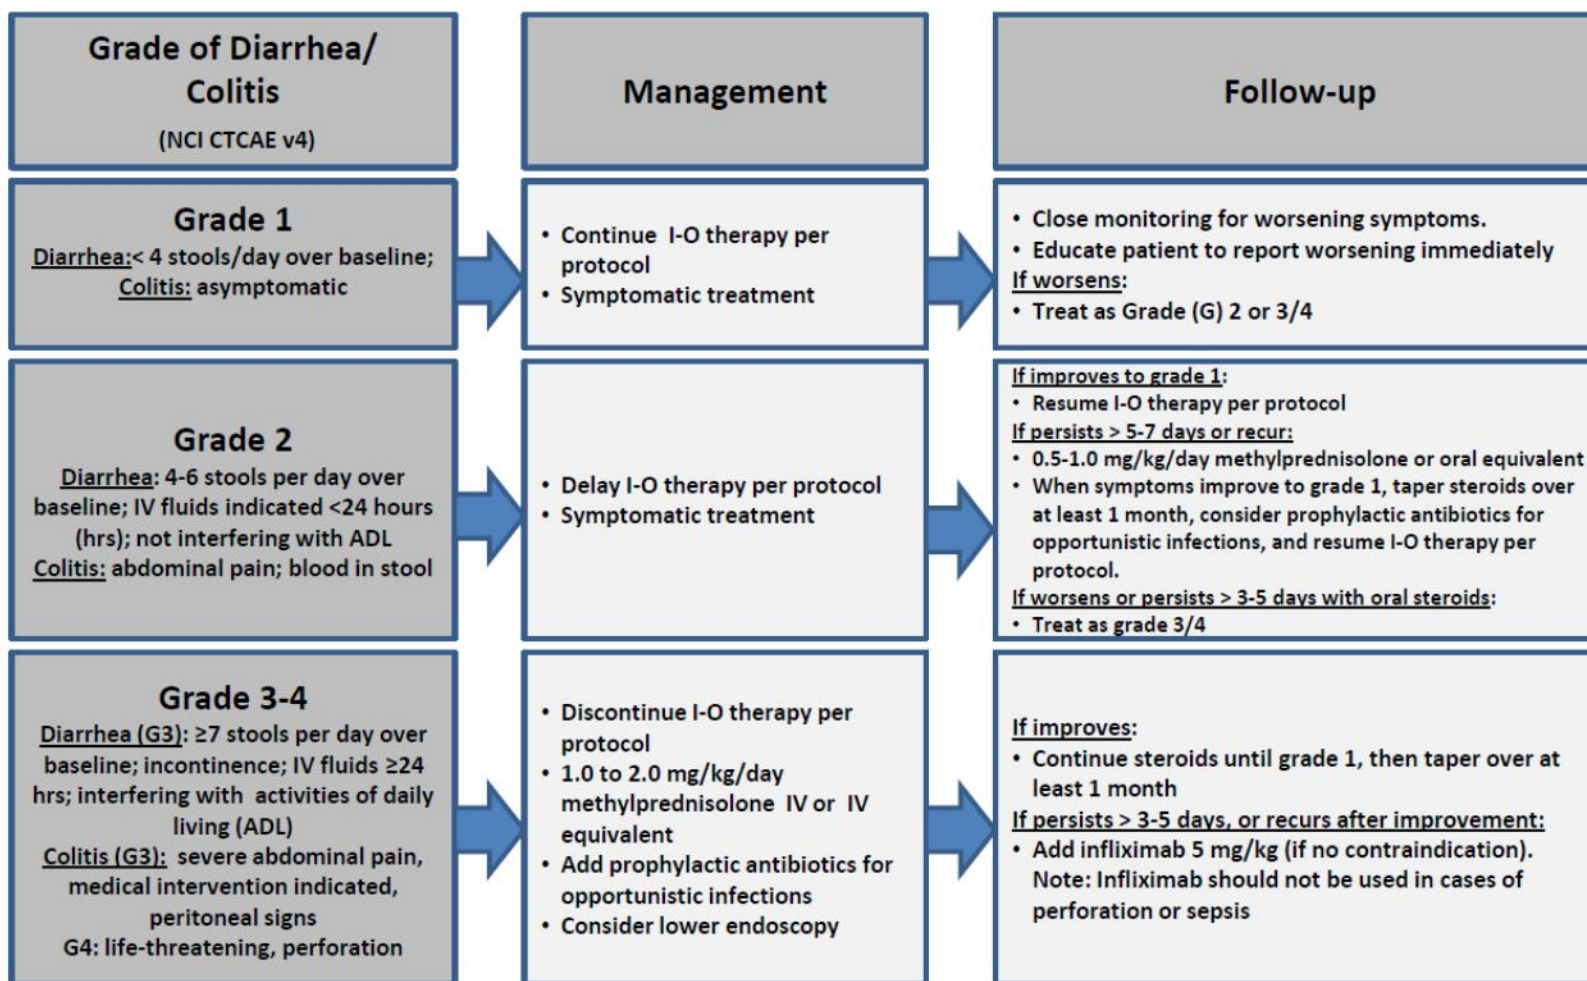 Grade of Diarrhea/
Colitis
(NCI CTCAE v4)
Management
Follow-up
Grade 1
Diarrhea:< 4 stools/day over baseline;
Colitis: asymptomatic
• Continue I-O therapy per
protocol
• Symptomatic treatment
• Close monitoring for worsening symptoms.
• Educate patient to report worsening immediately
If worsens:
• Treat as Grade (G) 2 or 3/4
Grade 2
Diarrhea: 4-6 stools per day over
baseline; IV fluids indicated <24 hours
(hrs); not interfering with ADL
Colitis: abdominal pain; blood in stool
• Delay I-O therapy per protocol
• Symptomatic treatment
If improves to grade 1:
• Resume I-O therapy per protocol
If persists > 5-7 days or recur:
• 0.5-1.0 mg/kg/day methylprednisolone or oral equivalent
• When symptoms improve to grade 1, taper steroids over
at least 1 month, consider prophylactic antibiotics for
opportunistic infections, and resume I-O therapy per
protocol.
If worsens or persists > 3-5 days with oral steroids:
• Treat as grade 3/4
Grade 3-4
Diarrhea (G3): ≥7 stools per day over
baseline; incontinence; IV fluids ≥24
hrs; interfering with activities of daily
living (ADL)
Colitis (G3): severe abdominal pain,
medical intervention indicated,
peritoneal signs
G4: life-threatening, perforation
• Discontinue I-O therapy per
protocol
• 1.0 to 2.0 mg/kg/day
methylprednisolone IV or IV
equivalent
• Add prophylactic antibiotics for
opportunistic infections
• Consider lower endoscopy
If improves:
• Continue steroids until grade 1, then taper over at
least 1 month
If persists > 3-5 days, or recurs after improvement:
• Add infliximab 5 mg/kg (if no contraindication).
Note: Infliximab should not be used in cases of
perforation or sepsis